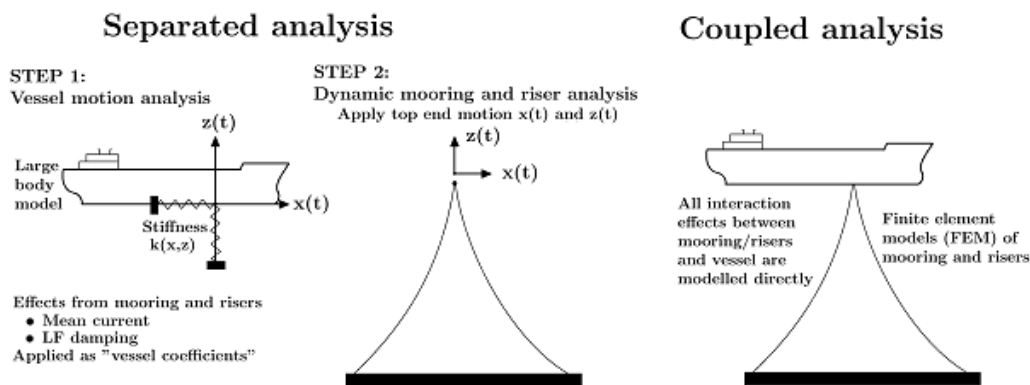 Separated analysis
STEP 1:
Vessel motion analysis
z(t)
Large
body
model
x(t)
Stiffness
k(x,z)
Effects from mooring and risers
● Mean current
● LF damping
Applied as "vessel coefficients"
STEP 2:
Dynamic mooring and riser analysis
Apply top end motion x(t) and z(t)
z(t)
x(t)
Coupled analysis
All interaction
effects between
mooring/risers
and vessel are
modelled directly
Finite element
models (FEM) of
mooring and risers